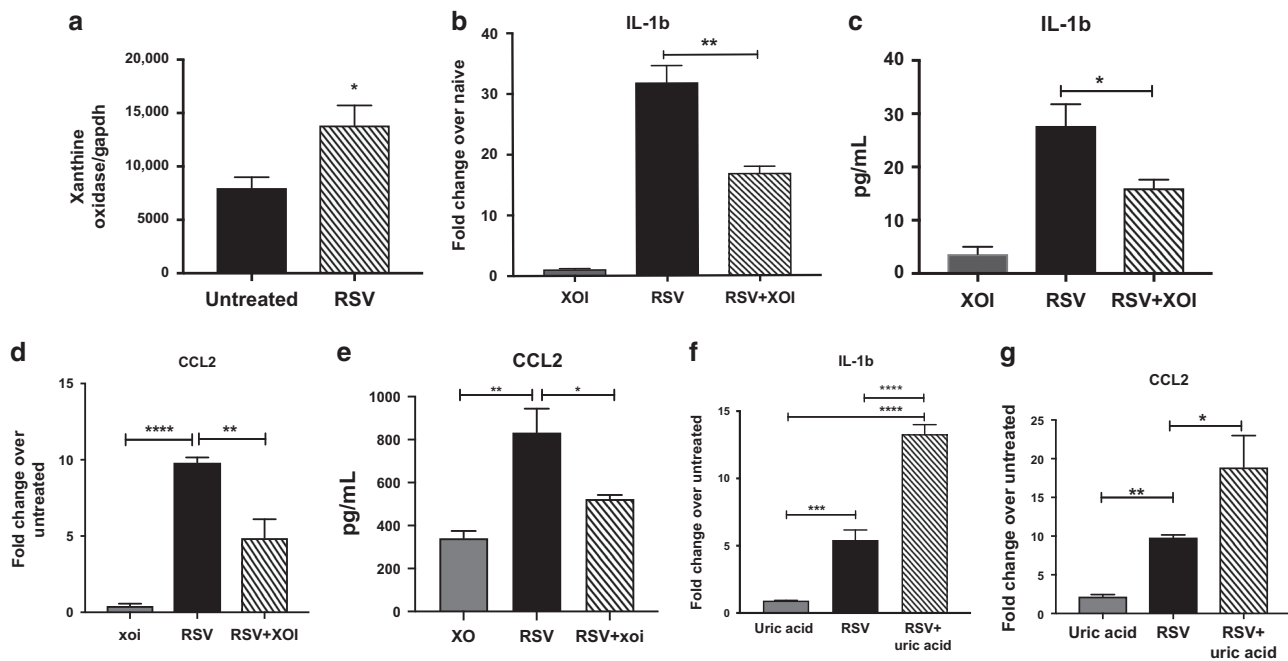 a
Xanthine
oxidase/gapdh
20,000
15,000
10,000
5000
0
*
Untreated
RSV
b
IL-1b
Fold change over naive
40
30
20
10
0
**
XOI
RSV
RSV+XOI
c
IL-1b
pg/mL
40
30
20
10
0
*
XOI
RSV
RSV+XOI
d
CCL2
Fold change over
untreated
15
10
5
0
****
**
xoi
RSV
RSV+XOI
e
CCL2
pg/mL
1000
800
600
400
200
0
**
*
XO
RSV
RSV+xoi
f
IL-1b
Fold change over untreated
15
10
5
0
****
****
***
Uric acid
RSV
RSV+
uric acid
g
CCL2
Fold change over untreated
25
20
15
10
5
0
*
**
Uric acid
RSV
RSV+
uric acid